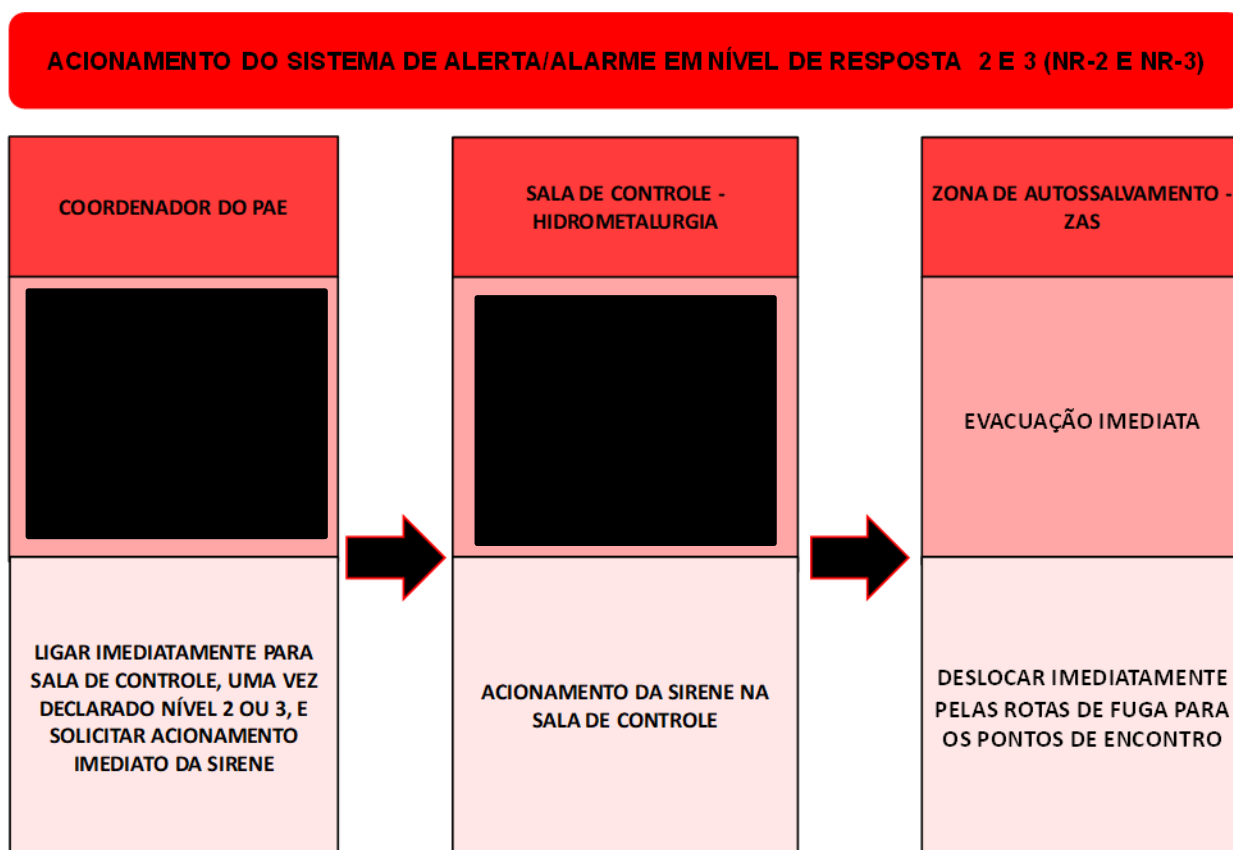 ACIONAMENTO DO SISTEMA DE ALERTA/ALARME EM NÍVEL DE RESPOSTA 2 E 3 (NR-2 E NR-3)
COORDENADOR DO PAE
LIGAR IMEDIATAMENTE PARA
SALA DE CONTROLE, UMA VEZ
DECLARADO NÍVEL 2 OU 3, E
SOLICITAR ACIONAMENTO
IMEDIATO DA SIRENE
SALA DE CONTROLE -
HIDROMETALURGIA
ACIONAMENTO DA SIRENE NA
SALA DE CONTROLE
ZONA DE AUTOSSALVAMENTO -
ZAS
EVACUAÇÃO IMEDIATA
DESLOCAR IMEDIATAMENTE
PELAS ROTAS DE FUGA PARA
OS PONTOS DE ENCONTRO